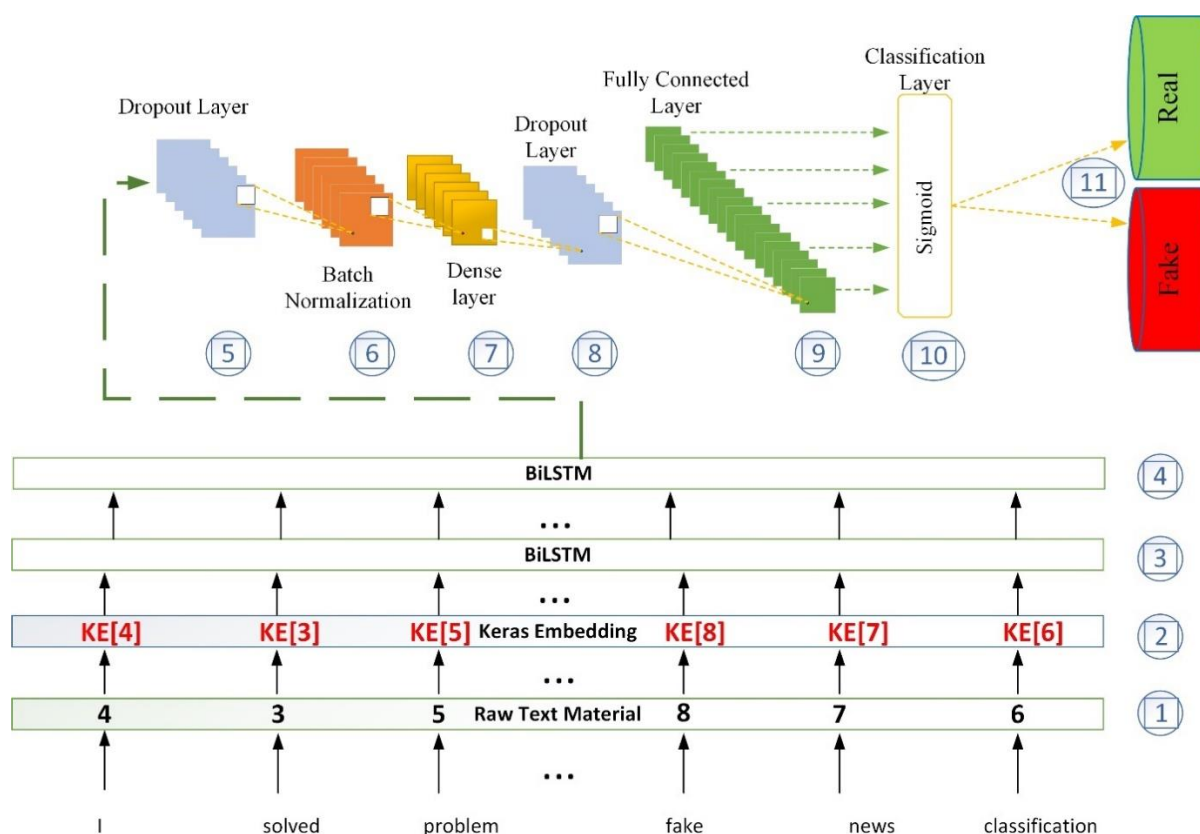 Classification
Layer
Real
Fully Connected
Layer
Dropout Layer
Dropout
Layer
11
Sigmoid
Fake
Batch
Normalization
Dense
layer
5 6 7 8 9 10
BiLSTM 4
...
BiLSTM 3
...
KE[4] KE[3] KE[5] Keras Embedding KE[8] KE[7] KE[6] 2
...
4 3 5 Raw Text Material 8 7 6 1
...
I solved problem fake news classification